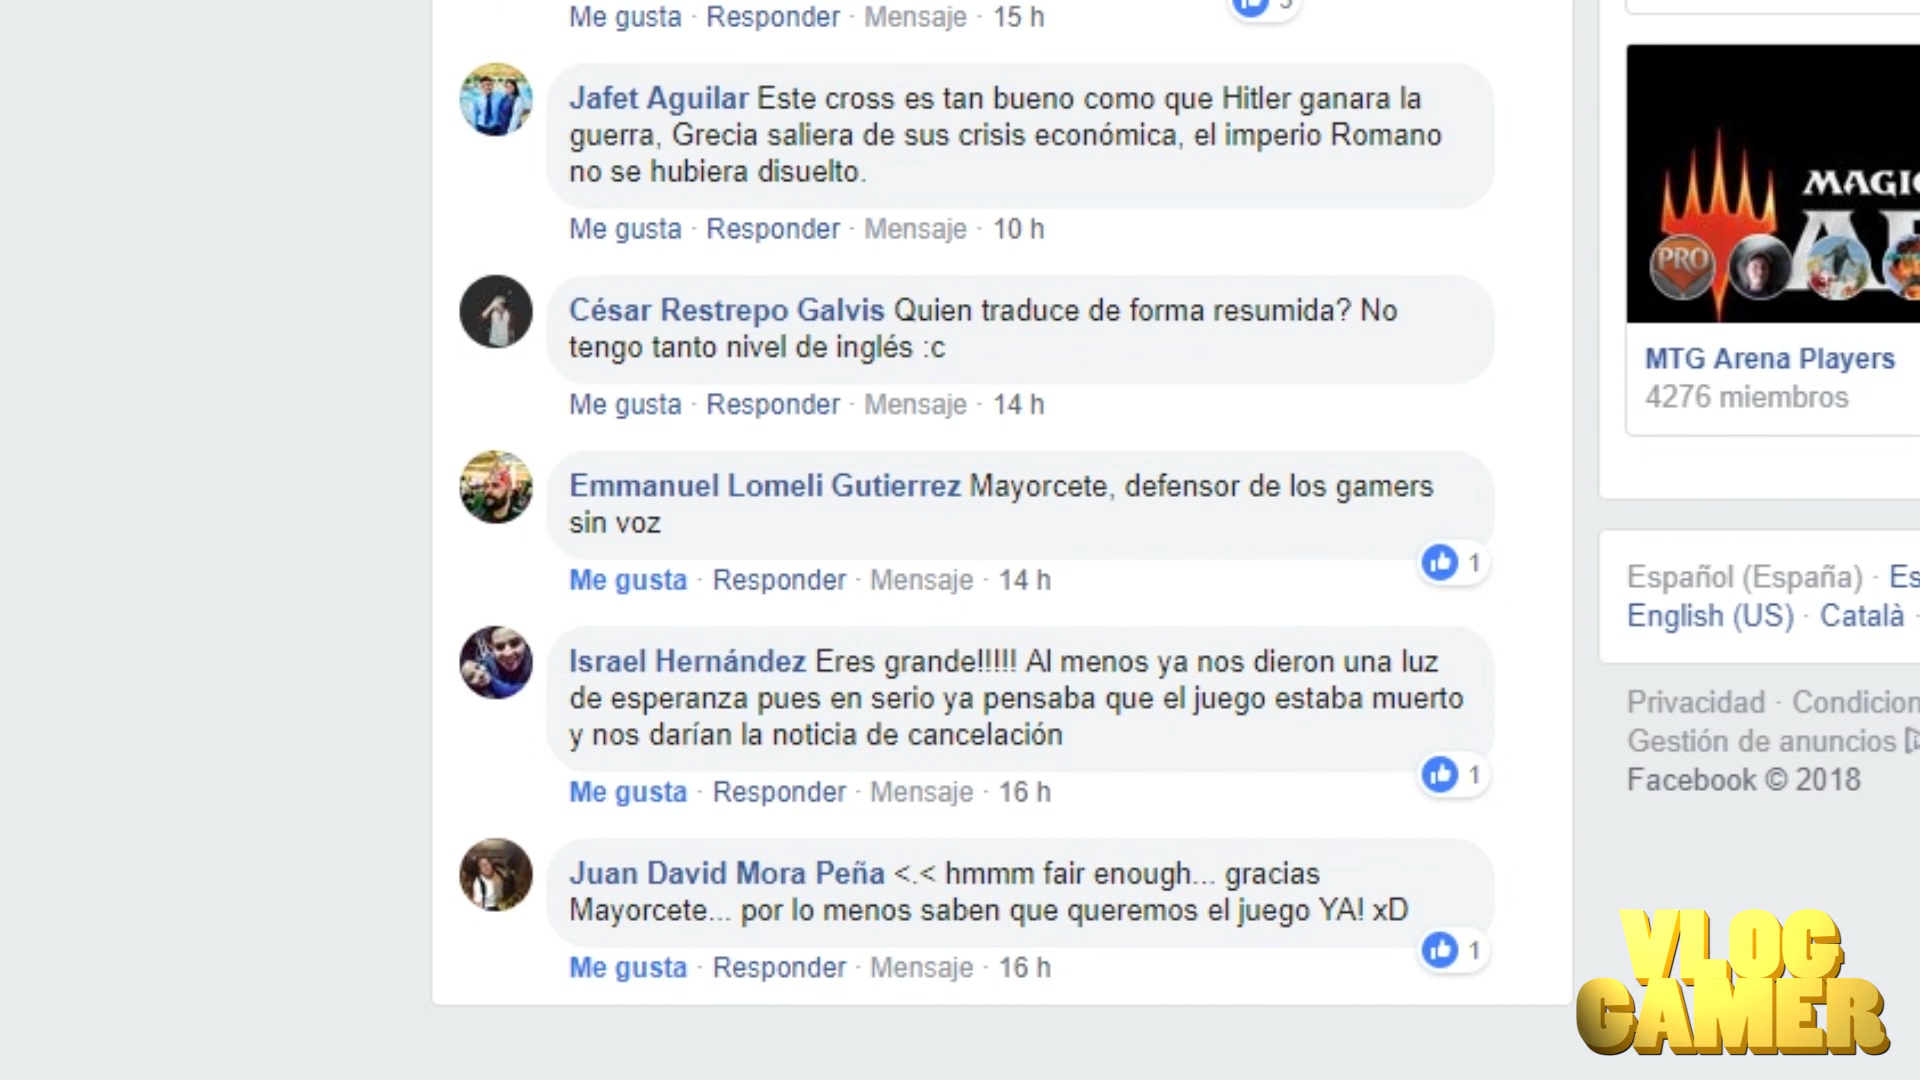 Me gusta · Responder · Mensaje · 15 h
Jafet Aguilar Este cross es tan bueno como que Hitler ganara la
guerra, Grecia saliera de sus crisis económica, el imperio Romano
no se hubiera disuelto.
Me gusta · Responder · Mensaje · 10 h
César Restrepo Galvis Quien traduce de forma resumida? No
tengo tanto nivel de inglés :c
Me gusta · Responder · Mensaje · 14 h
Emmanuel Lomeli Gutierrez Mayorcete, defensor de los gamers
sin voz
1
Me gusta · Responder · Mensaje · 14 h
Israel Hernández Eres grande!!!!! Al menos ya nos dieron una luz
de esperanza pues en serio ya pensaba que el juego estaba muerto
y nos darían la noticia de cancelación
1
Me gusta · Responder · Mensaje · 16 h
Juan David Mora Peña <.< hmmm fair enough... gracias
Mayorcete... por lo menos saben que queremos el juego YA! xD
1
Me gusta · Responder · Mensaje · 16 h
MAGIC
PRO
MTG Arena Players
4276 miembros
Español (España) · Es
English (US) · Català ·
Privacidad · Condicion
Gestión de anuncios
Facebook © 2018
VLOG
GAMER